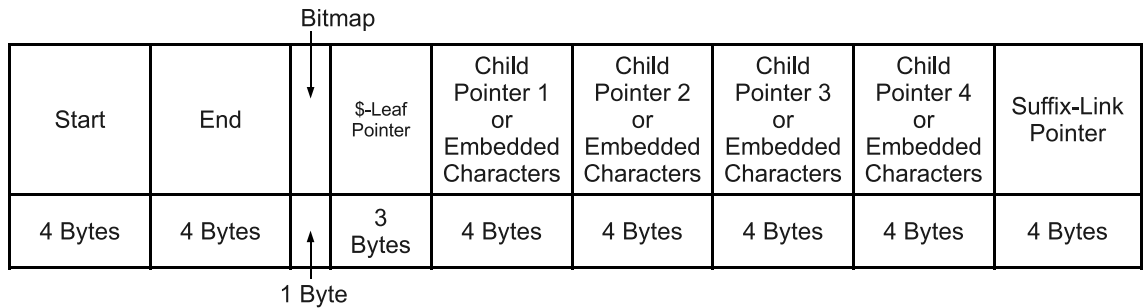 Bitmap
Start
End
$-Leaf
Pointer
Child
Pointer 1
or
Embedded
Characters
Child
Pointer 2
or
Embedded
Characters
Child
Pointer 3
or
Embedded
Characters
Child
Pointer 4
or
Embedded
Characters
Suffix-Link
Pointer
4 Bytes
4 Bytes
3
Bytes
4 Bytes
4 Bytes
4 Bytes
4 Bytes
4 Bytes
1 Byte